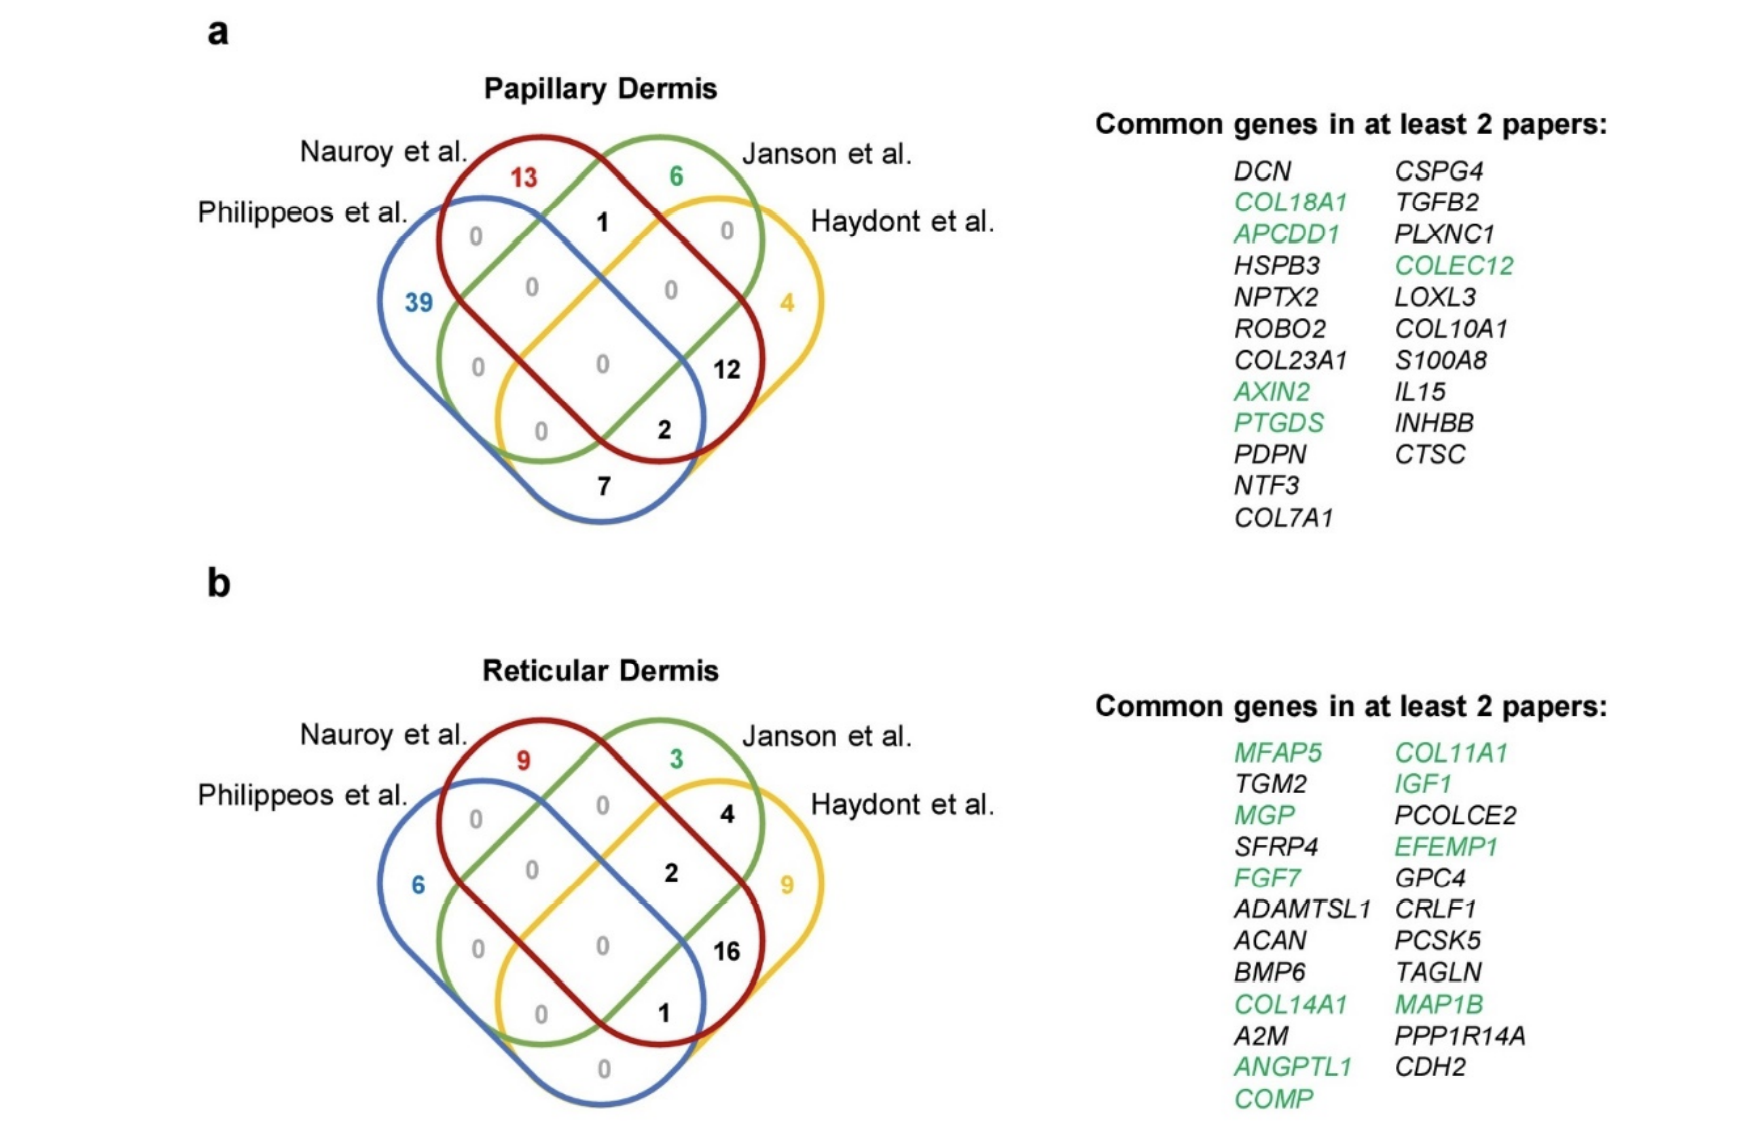 a
Papillary Dermis
Nauroy et al.
Janson et al.
Philippeos et al.
Haydont et al.
13
6
0
1
0
39
0
0
4
0
0
12
0
2
7
Common genes in at least 2 papers:
DCN CSPG4
COL18A1 TGFB2
APCDD1 PLXNC1
HSPB3 COLEC12
NPTX2 LOXL3
ROBO2 COL10A1
COL23A1 S100A8
AXIN2 IL15
PTGDS INHBB
PDPN CTSC
NTF3
COL7A1
b
Reticular Dermis
Nauroy et al.
Janson et al.
Philippeos et al.
Haydont et al.
9
3
0
0
4
6
0
2
9
0
0
16
0
1
0
Common genes in at least 2 papers:
MFAP5 COL11A1
TGM2 IGF1
MGP PCOLCE2
SFRP4 EFEMP1
FGF7 GPC4
ADAMTSL1 CRLF1
ACAN PCSK5
BMP6 TAGLN
COL14A1 MAP1B
A2M PPP1R14A
ANGPTL1 CDH2
COMP